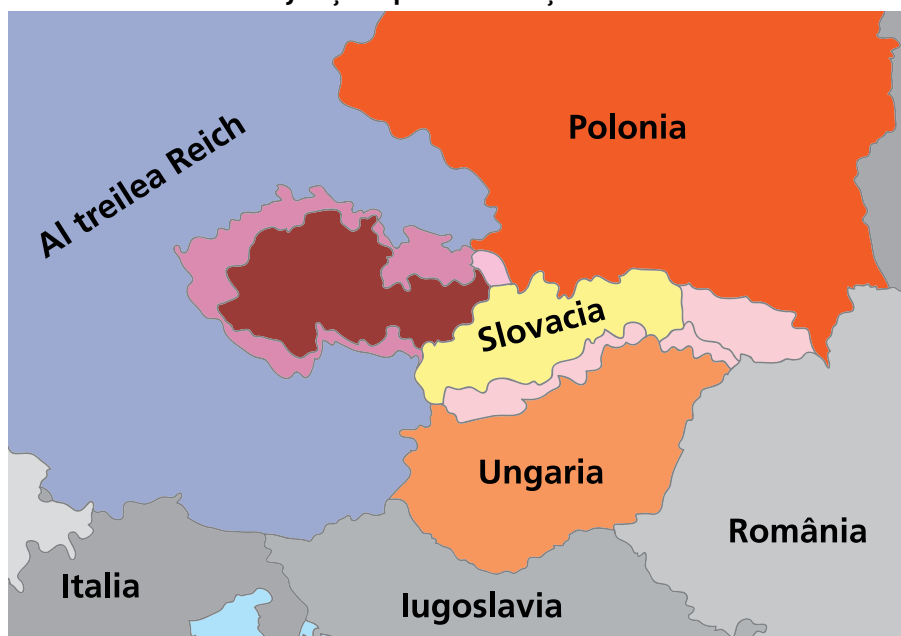 Polonia
Al treilea Reich
Slovacia
Ungaria
România
Italia
Iugoslavia